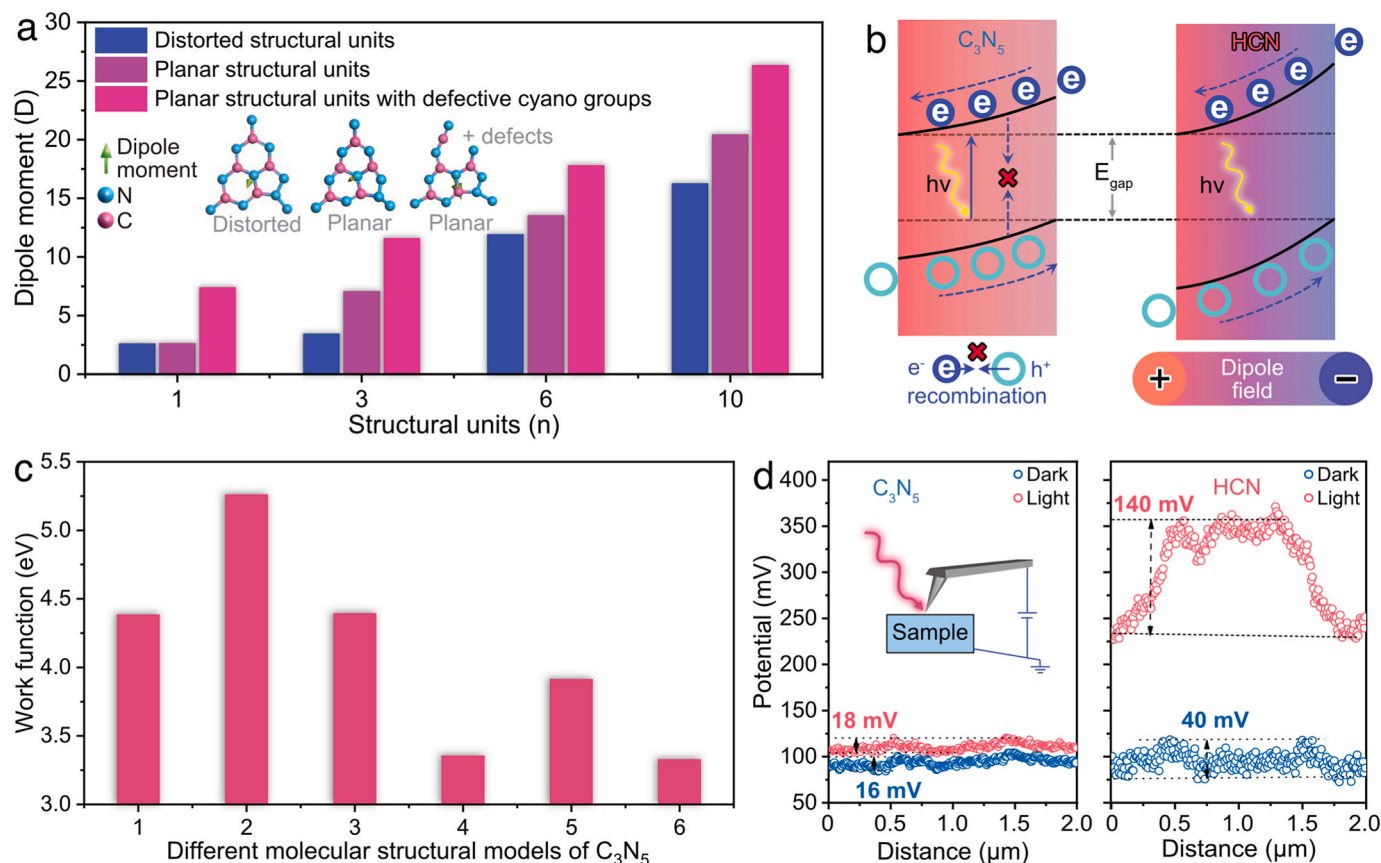 a
30
25
20
15
10
5
0
Dipole moment (D)
Distorted structural units
Planar structural units
Planar structural units with defective cyano groups
Dipole
moment
N
C
+ defects
Distorted
Planar
Planar
1
3
6
10
Structural units (n)
b
C₃N₅
HCN
e
e e e e
e
e e e
hν
E_gap
hν
e⁻ e h⁺
recombination
+ Dipole
field −
c
5.5
5.0
4.5
4.0
3.5
3.0
Work function (eV)
1
2
3
4
5
6
Different molecular structural models of C₃N₅
d
400
350
300
250
200
150
100
50
Potential (mV)
C₃N₅
Dark
Light
Sample
18 mV
16 mV
0
0.5
1.0
1.5
2.0
Distance (μm)
HCN
Dark
Light
140 mV
40 mV
0
0.5
1.0
1.5
2.0
Distance (μm)